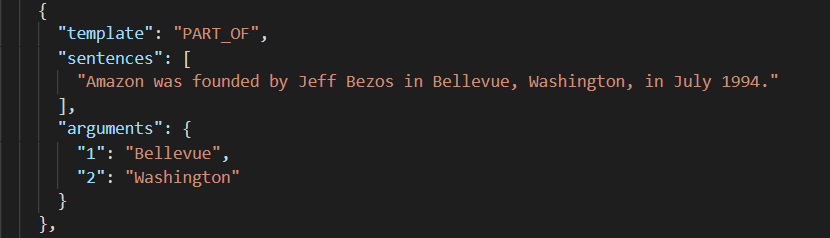 {
"template": "PART_OF",
"sentences": [
"Amazon was founded by Jeff Bezos in Bellevue, Washington, in July 1994."
],
"arguments": {
"1": "Bellevue",
"2": "Washington"
}
},